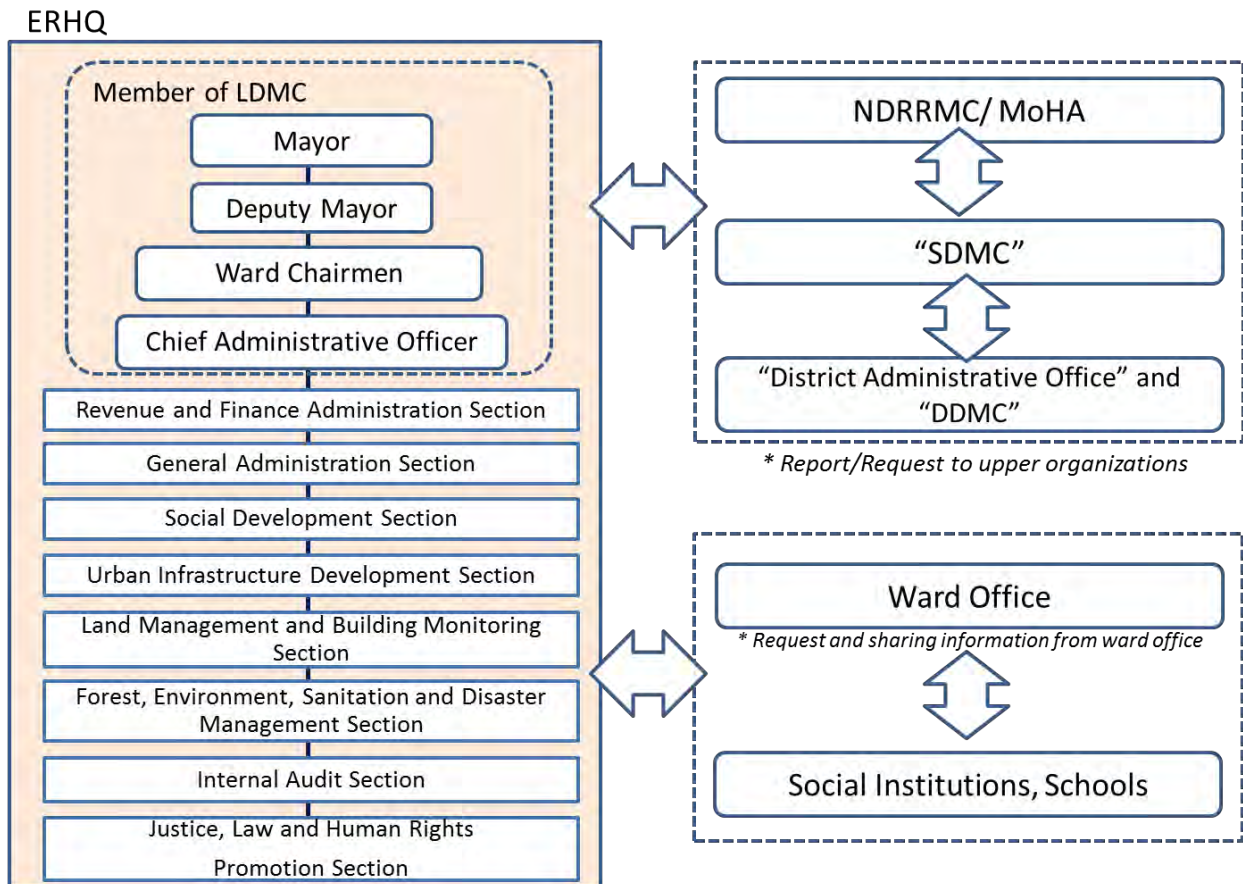 ERHQ
Member of LDMC
Mayor
Deputy Mayor
Ward Chairmen
Chief Administrative Officer
Revenue and Finance Administration Section
General Administration Section
Social Development Section
Urban Infrastructure Development Section
Land Management and Building Monitoring
Section
Forest, Environment, Sanitation and Disaster
Management Section
Internal Audit Section
Justice, Law and Human Rights
Promotion Section
NDRRMC/ MoHA
“SDMC”
“District Administrative Office” and
“DDMC”
* Report/Request to upper organizations
Ward Office
* Request and sharing information from ward office
Social Institutions, Schools